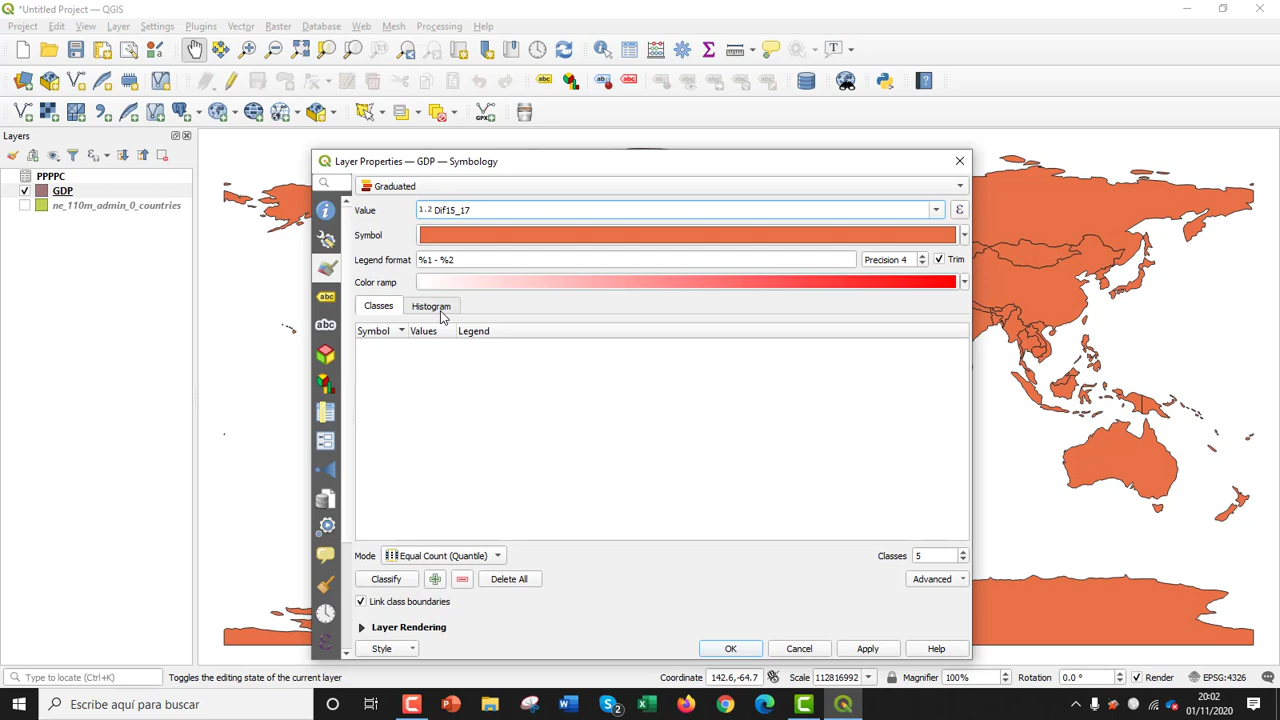 *Untitled Project — QGIS
Project Edit View Layer Settings Plugins Vector Raster Database Web Mesh Processing Help
Layers
PPPPC
GDP
ne_110m_admin_0_countries
Layer Properties — GDP — Symbology
Graduated
Value 1.2 Dif15_17 ε
Symbol
Legend format %1 - %2 Precision 4 Trim
Color ramp
Classes Histogram
Symbol Values Legend
Mode Equal Count (Quantile) Classes 5
Classify Delete All Advanced
Link class boundaries
Layer Rendering
Style OK Cancel Apply Help
Type to locate (Ctrl+K) Toggles the editing state of the current layer Coordinate 142.6,-64.7 Scale 112816992 Magnifier 100% Rotation 0.0 ° Render EPSG:4326
Escribe aquí para buscar
20:02
01/11/2020